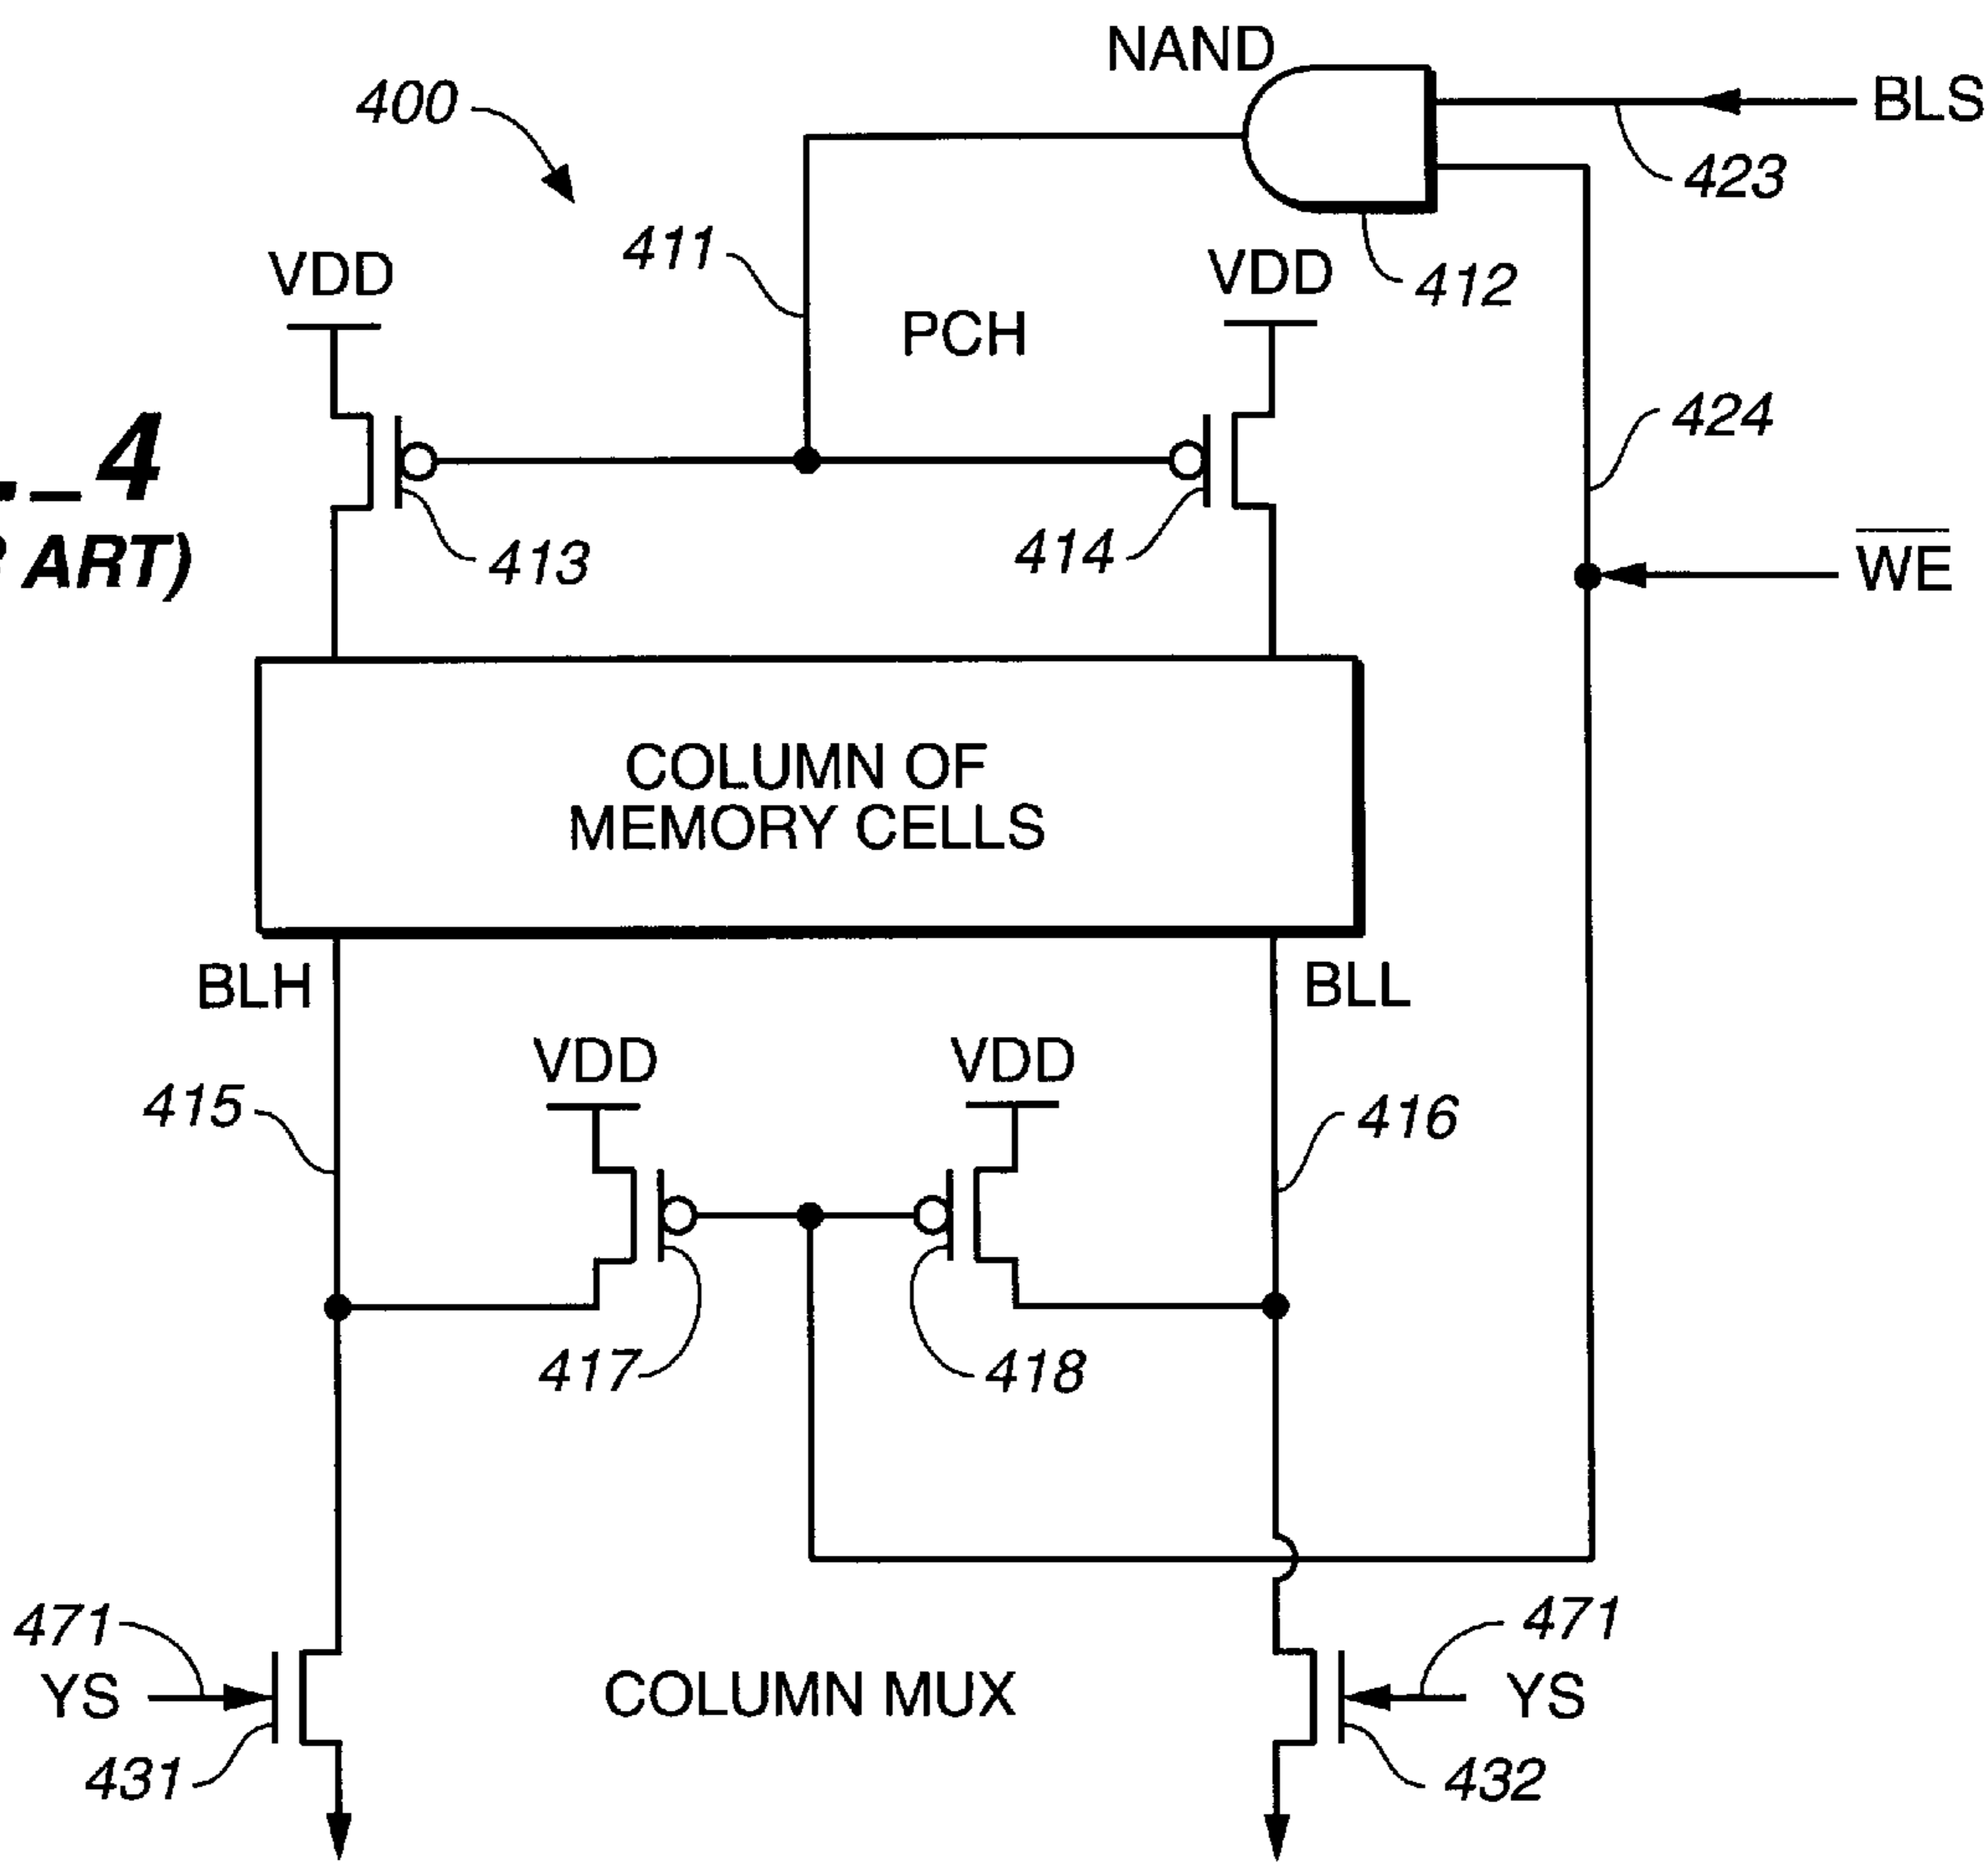 NAND
BLS
400
423
411
VDD
VDD
412
PCH
4
424
413
414
ART)
W̅E̅
COLUMN OF
MEMORY CELLS
BLH
BLL
VDD
VDD
415
416
417
418
471
471
YS
COLUMN MUX
YS
431
432